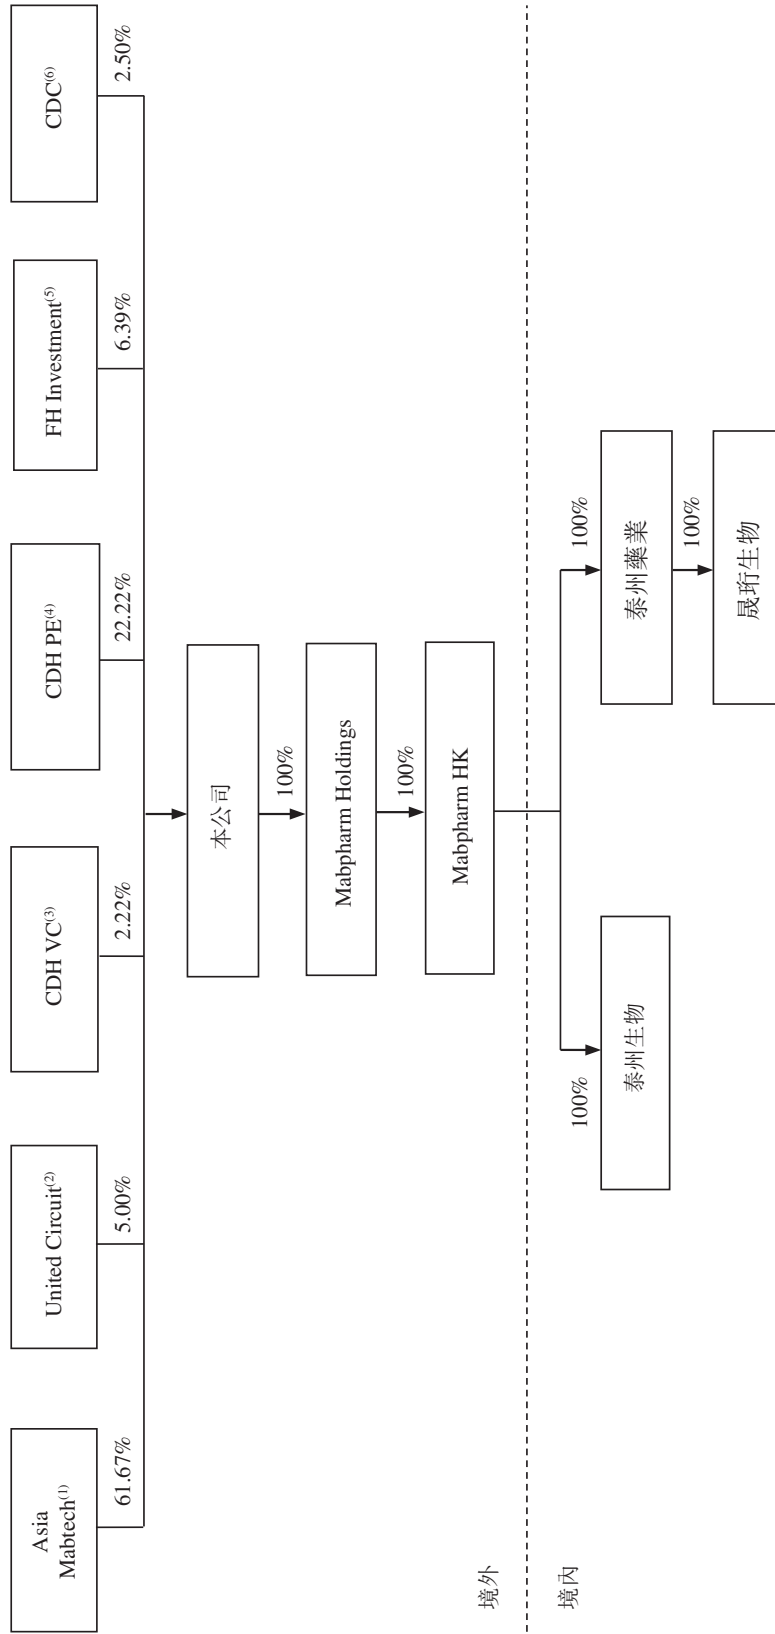 Asia
Mabtech(1)
United Circuit(2)
CDH VC(3)
CDH PE(4)
FH Investment(5)
CDC(6)
61.67%
5.00%
2.22%
22.22%
6.39%
2.50%
本公司
100%
Mabpharm Holdings
100%
Mabpharm HK
境外
境內
100%
100%
泰州生物
泰州藥業
100%
晟珩生物